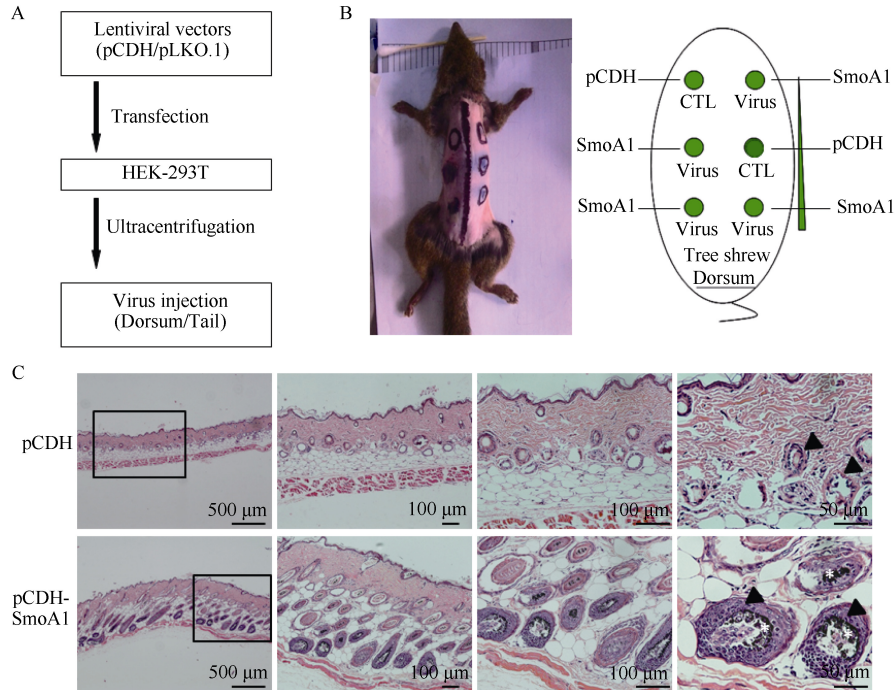 A
Lentiviral vectors
(pCDH/pLKO.1)
Transfection
HEK-293T
Ultracentrifugation
Virus injection
(Dorsum/Tail)
B
pCDH
SmoA1
CTL
Virus
SmoA1
pCDH
Virus
CTL
SmoA1
SmoA1
Virus
Virus
Tree shrew
Dorsum
C
pCDH
500 μm
100 μm
100 μm
50 μm
pCDH-
SmoA1
* * *
500 μm
100 μm
100 μm
50 μm